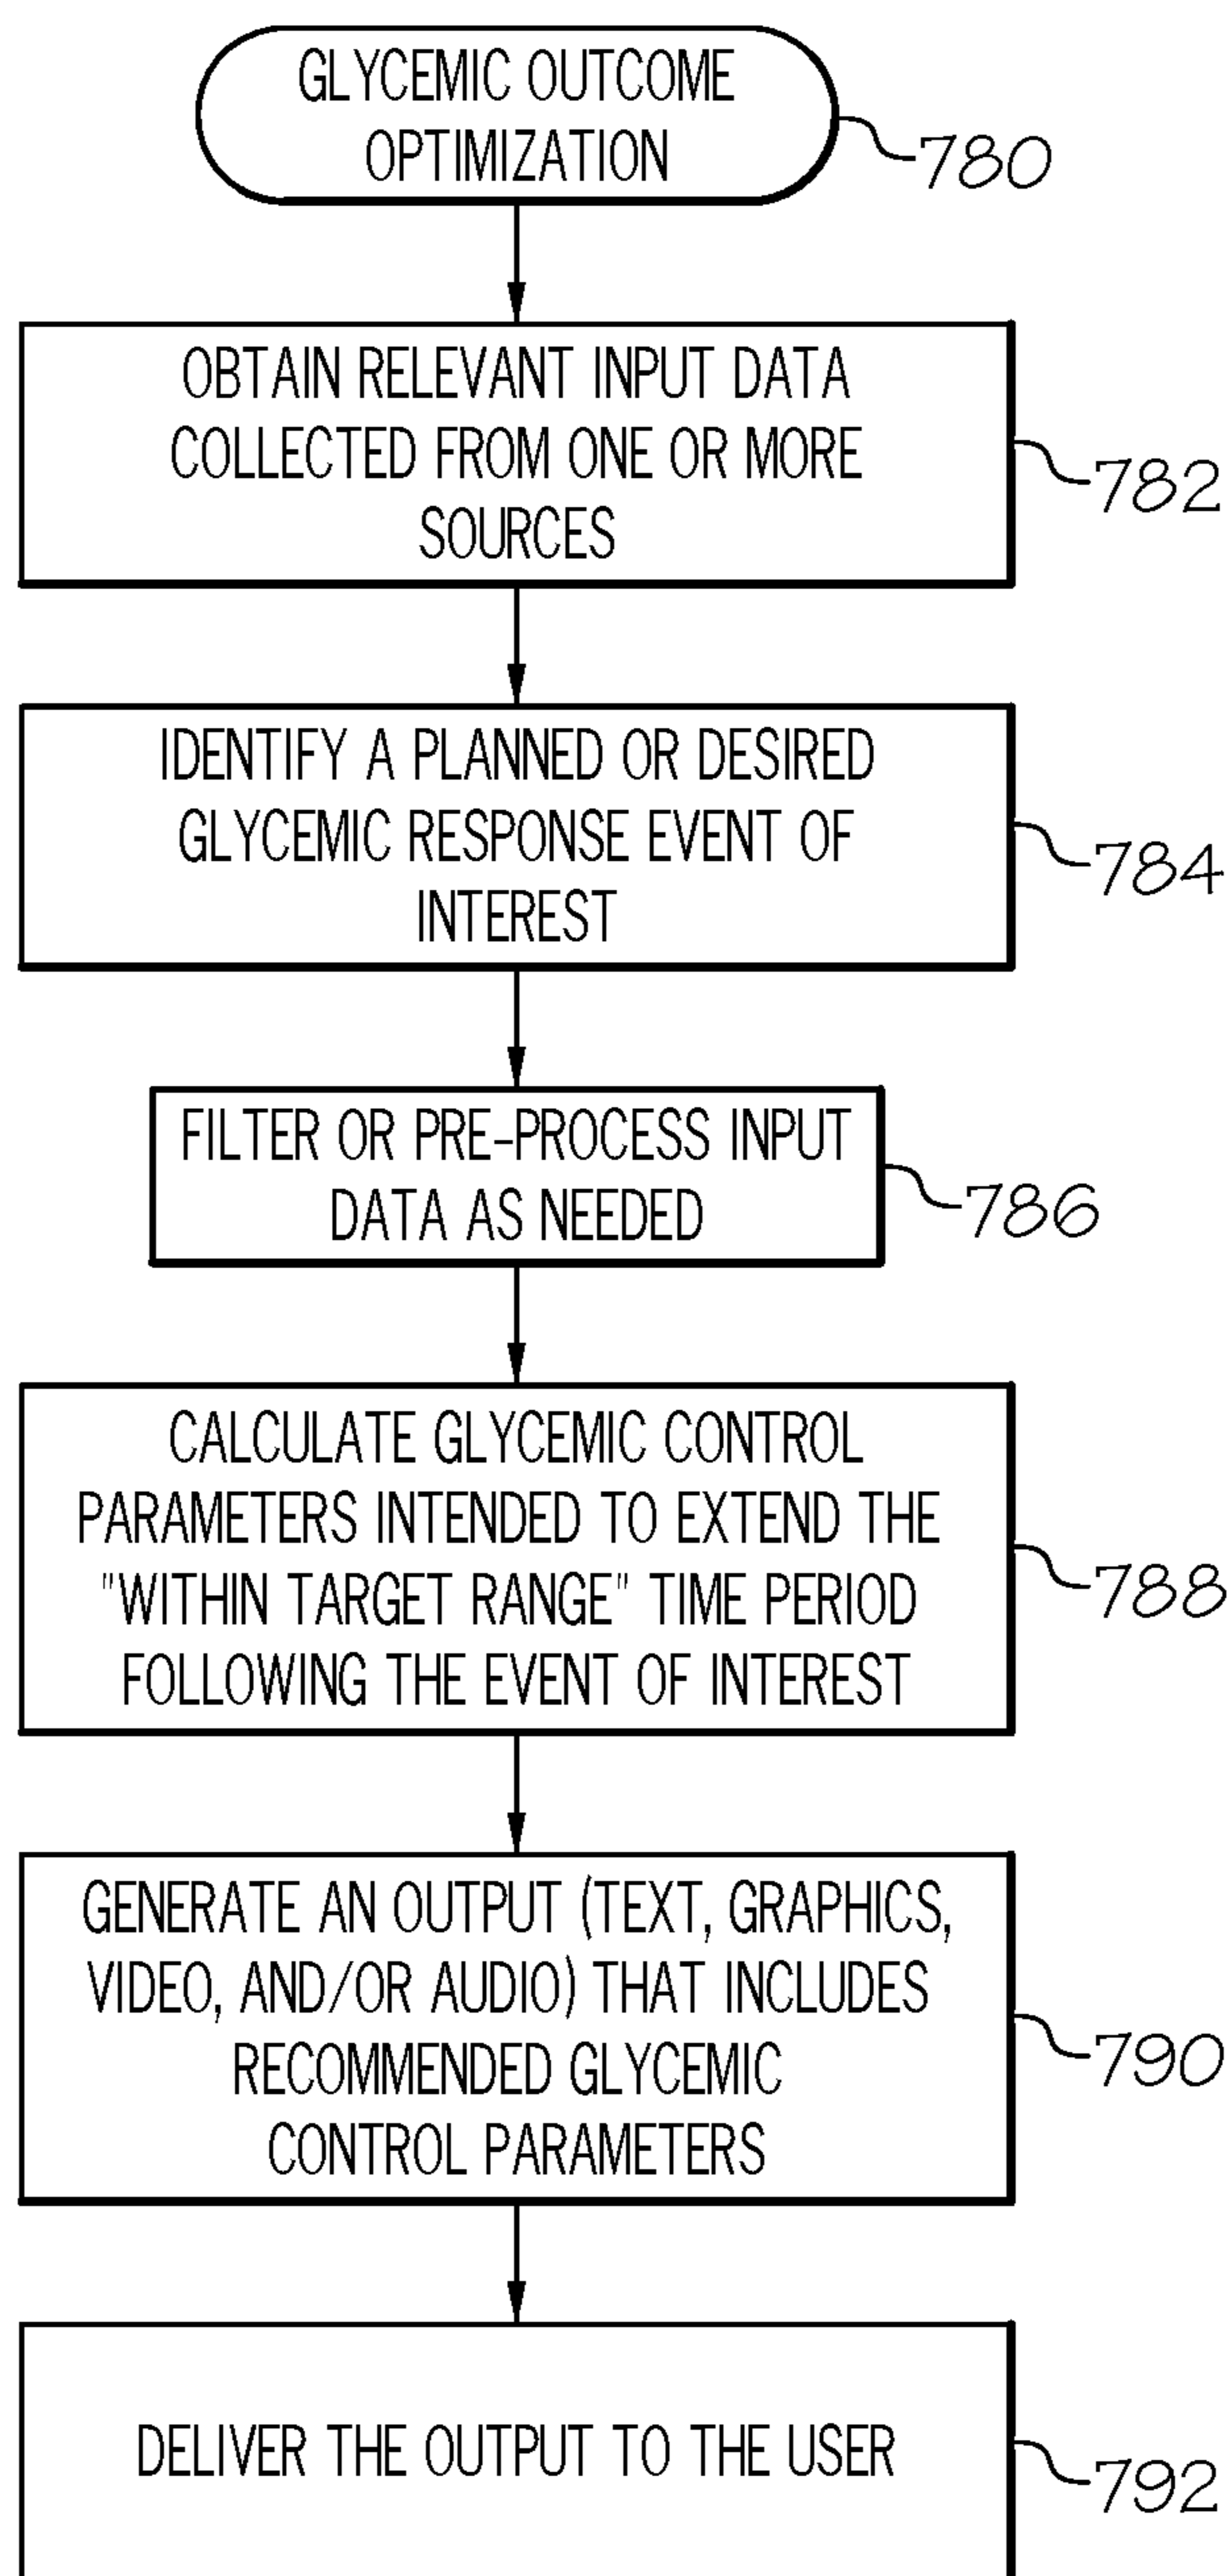 GLYCEMIC OUTCOME
OPTIMIZATION
780
OBTAIN RELEVANT INPUT DATA
COLLECTED FROM ONE OR MORE
SOURCES
782
IDENTIFY A PLANNED OR DESIRED
GLYCEMIC RESPONSE EVENT OF
INTEREST
784
FILTER OR PRE-PROCESS INPUT
DATA AS NEEDED
786
CALCULATE GLYCEMIC CONTROL
PARAMETERS INTENDED TO EXTEND THE
"WITHIN TARGET RANGE" TIME PERIOD
FOLLOWING THE EVENT OF INTEREST
788
GENERATE AN OUTPUT (TEXT, GRAPHICS,
VIDEO, AND/OR AUDIO) THAT INCLUDES
RECOMMENDED GLYCEMIC
CONTROL PARAMETERS
790
DELIVER THE OUTPUT TO THE USER
792